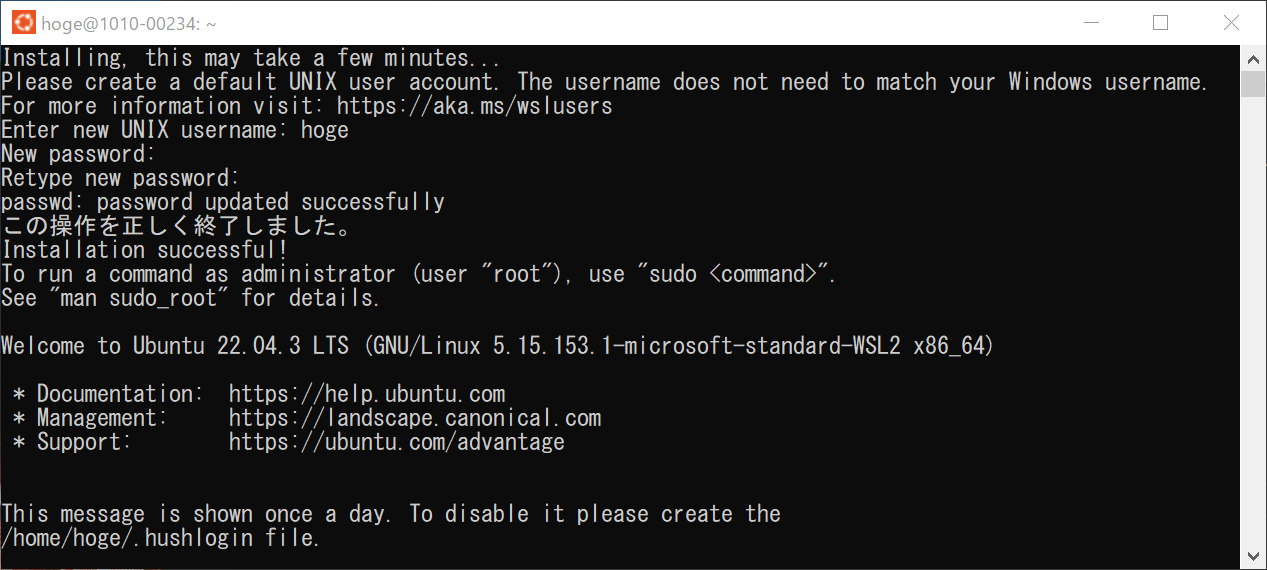 hoge@1010-00234: ~
Installing, this may take a few minutes...
Please create a default UNIX user account. The username does not need to match your Windows username.
For more information visit: https://aka.ms/wslusers
Enter new UNIX username: hoge
New password:
Retype new password:
passwd: password updated successfully
この操作を正しく終了しました。
Installation successful!
To run a command as administrator (user "root"), use "sudo <command>".
See "man sudo_root" for details.
Welcome to Ubuntu 22.04.3 LTS (GNU/Linux 5.15.153.1-microsoft-standard-WSL2 x86_64)
* Documentation:  https://help.ubuntu.com
* Management:     https://landscape.canonical.com
* Support:        https://ubuntu.com/advantage
This message is shown once a day. To disable it please create the
/home/hoge/.hushlogin file.